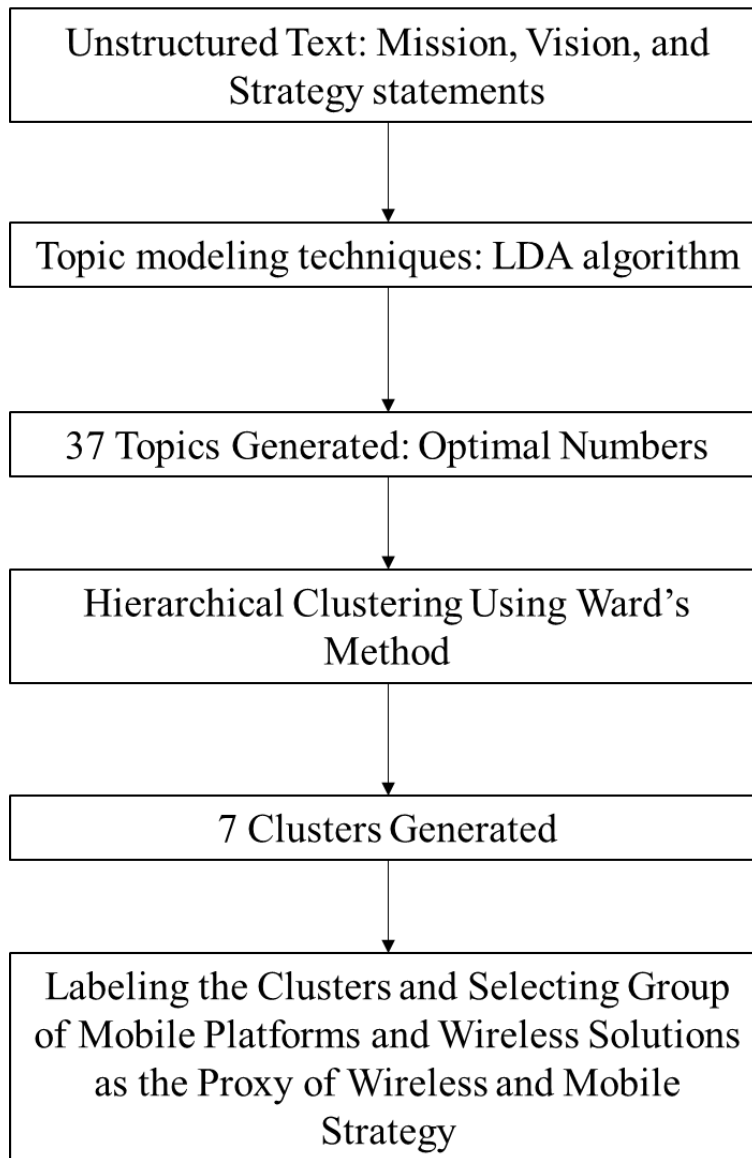 Unstructured Text: Mission, Vision, and
Strategy statements
Topic modeling techniques: LDA algorithm
37 Topics Generated: Optimal Numbers
Hierarchical Clustering Using Ward’s
Method
7 Clusters Generated
Labeling the Clusters and Selecting Group
of Mobile Platforms and Wireless Solutions
as the Proxy of Wireless and Mobile
Strategy